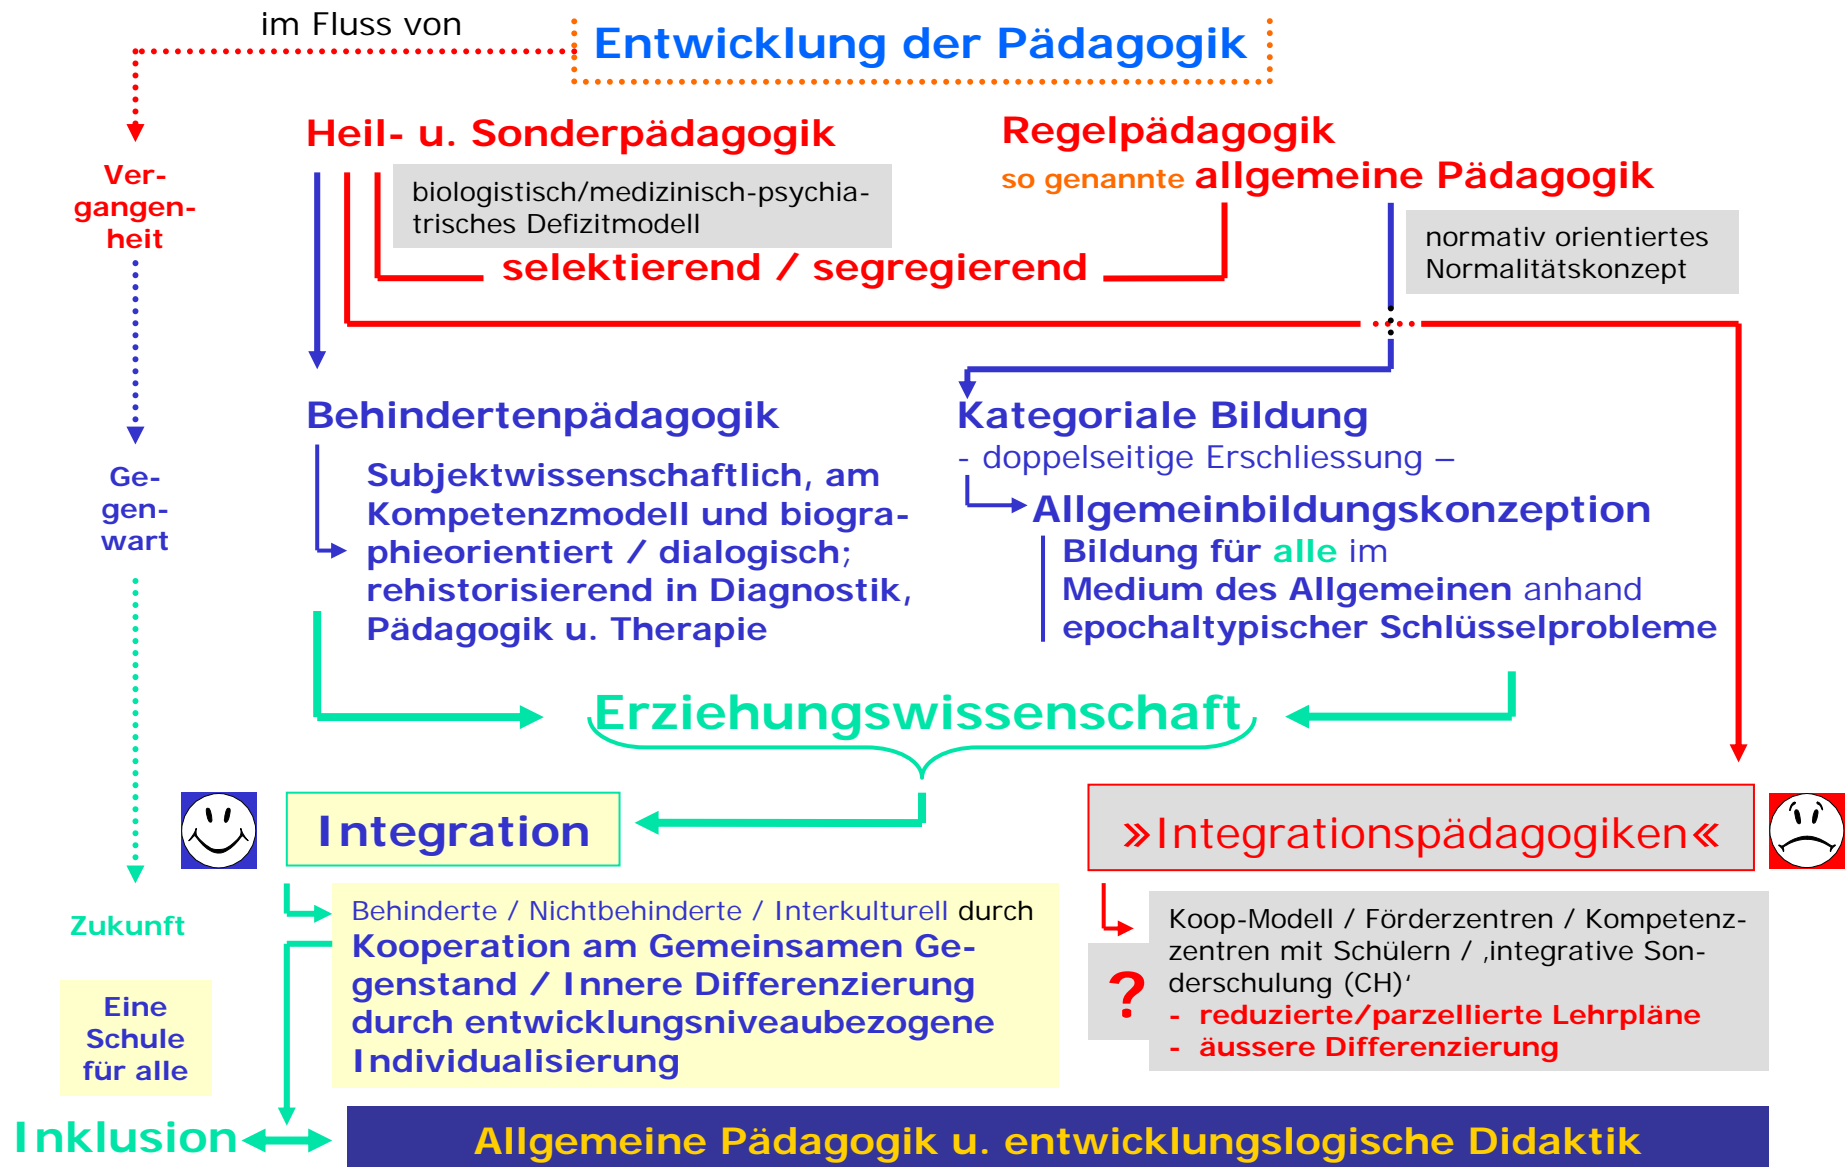 im Fluss von
Entwicklung der Pädagogik
Heil- u. Sonderpädagogik
Regelpädagogik
so genannte allgemeine Pädagogik
Ver-
gangen-
heit
biologistisch/medizinisch-psychia-
trisches Defizitmodell
selektierend / segregierend
normativ orientiertes
Normalitätskonzept
Behindertenpädagogik
Kategoriale Bildung
- doppelseitige Erschliessung –
Ge-
gen-
wart
Subjektwissenschaftlich, am
Kompetenzmodell und biogra-
phieorientiert / dialogisch;
rehistorisierend in Diagnostik,
Pädagogik u. Therapie
Allgemeinbildungskonzeption
Bildung für alle im
Medium des Allgemeinen anhand
epochaltypischer Schlüsselprobleme
Erziehungswissenschaft
Integration
»Integrationspädagogiken«
Zukunft
Behinderte / Nichtbehinderte / Interkulturell durch
Kooperation am Gemeinsamen Ge-
genstand / Innere Differenzierung
durch entwicklungsniveaubezogene
Individualisierung
?
Koop-Modell / Förderzentren / Kompetenz-
zentren mit Schülern / ‚integrative Son-
derschulung (CH)‘
- reduzierte/parzellierte Lehrpläne
- äussere Differenzierung
Eine
Schule
für alle
Inklusion
Allgemeine Pädagogik u. entwicklungslogische Didaktik